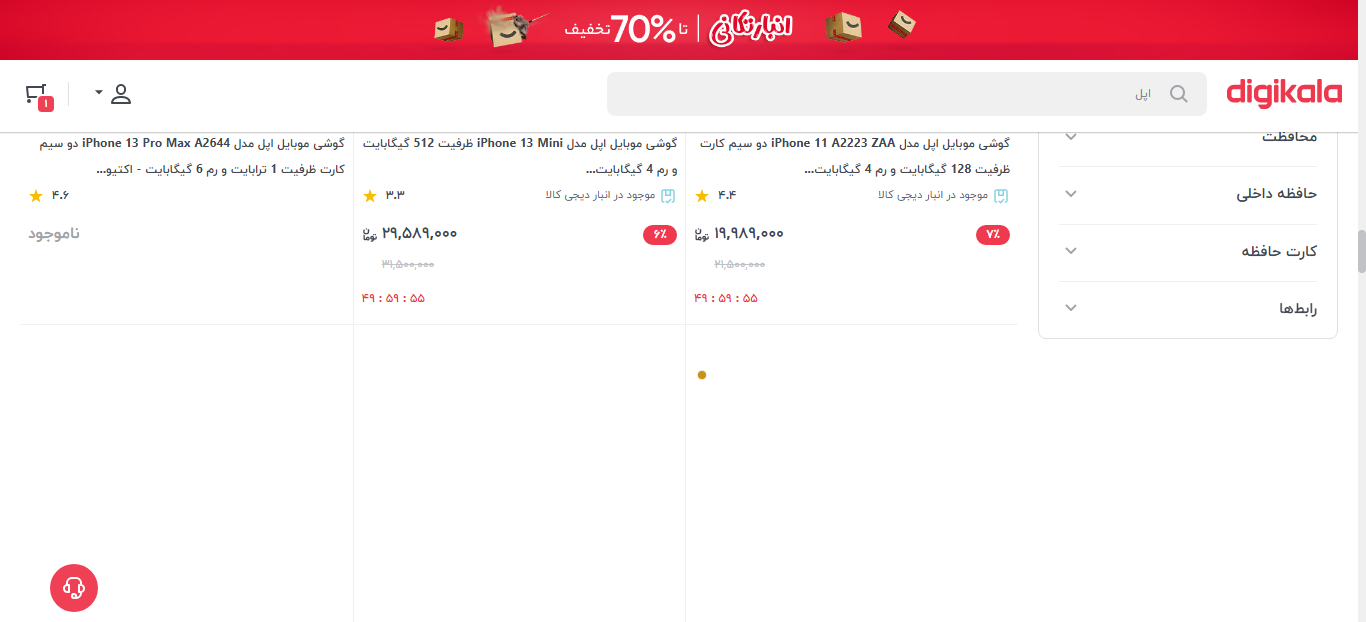 انبارتکانی | تا 70% تخفیف
digikala
اپل
۱
محافظت
حافظه داخلی
کارت حافظه
رابط‌ها
گوشی موبایل اپل مدل iPhone 11 A2223 ZAA دو سیم‌ کارت
ظرفیت 128 گیگابایت و رم 4 گیگابایت...
موجود در انبار دیجی کالا
۴.۴
۷٪
۱۹,۹۸۹,۰۰۰ تومان
۲۱,۵۰۰,۰۰۰
۴۹ : ۵۹ : ۵۵
گوشی موبایل اپل مدل iPhone 13 Mini ظرفیت 512 گیگابایت
و رم 4 گیگابایت...
موجود در انبار دیجی کالا
۳.۳
۶٪
۲۹,۵۸۹,۰۰۰ تومان
۳۱,۵۰۰,۰۰۰
۴۹ : ۵۹ : ۵۵
گوشی موبایل اپل مدل iPhone 13 Pro Max A2644 دو سیم‌
کارت ظرفیت 1 ترابایت و رم 6 گیگابایت - اکتیو...
۴.۶
ناموجود